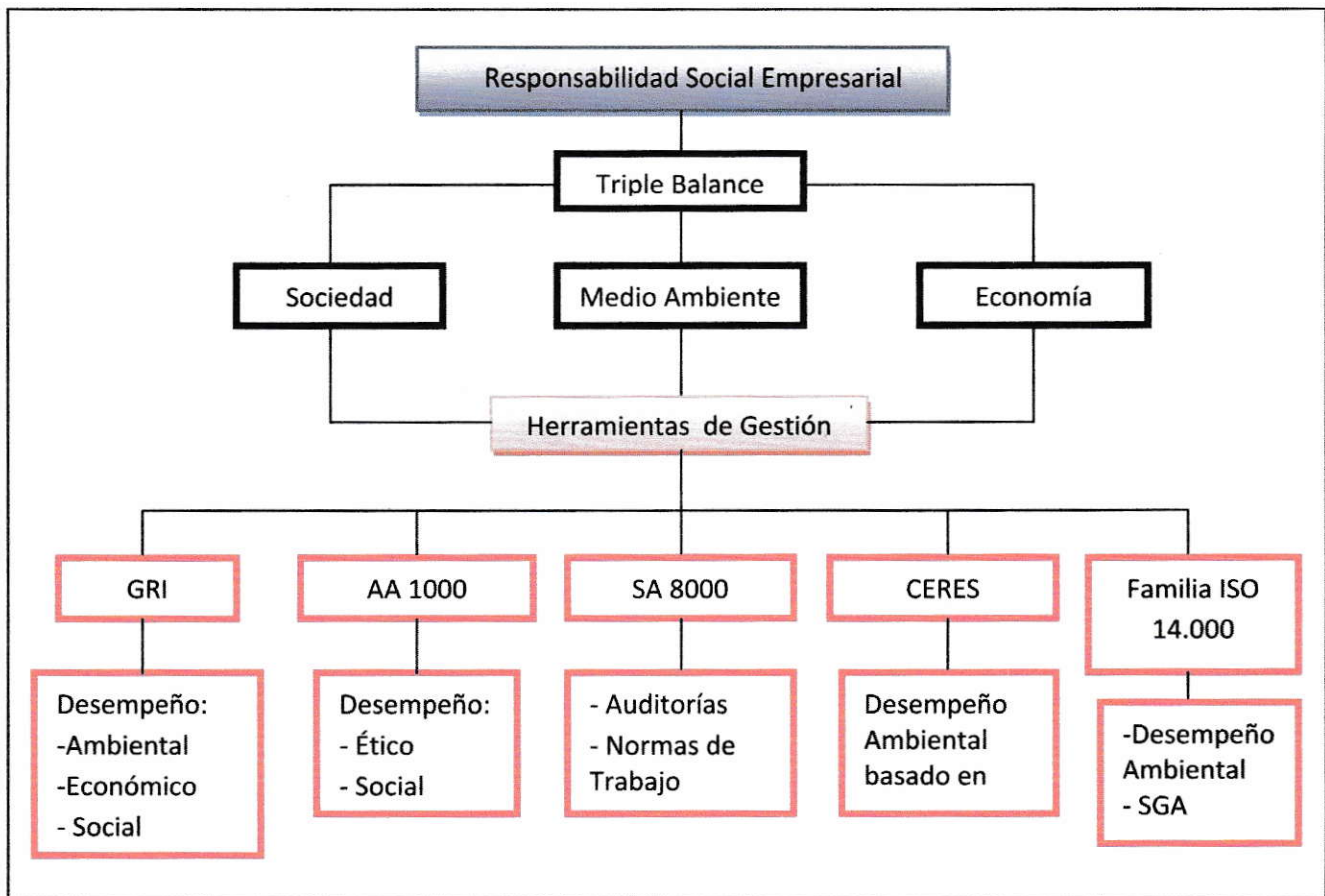 Responsabilidad Social Empresarial
Triple Balance
Sociedad
Medio Ambiente
Economía
Herramientas de Gestión
GRI
AA 1000
SA 8000
CERES
Familia ISO
14.000
Desempeño:
-Ambiental
-Económico
- Social
Desempeño:
- Ético
- Social
- Auditorías
- Normas de
Trabajo
Desempeño
Ambiental
basado en
-Desempeño
Ambiental
- SGA